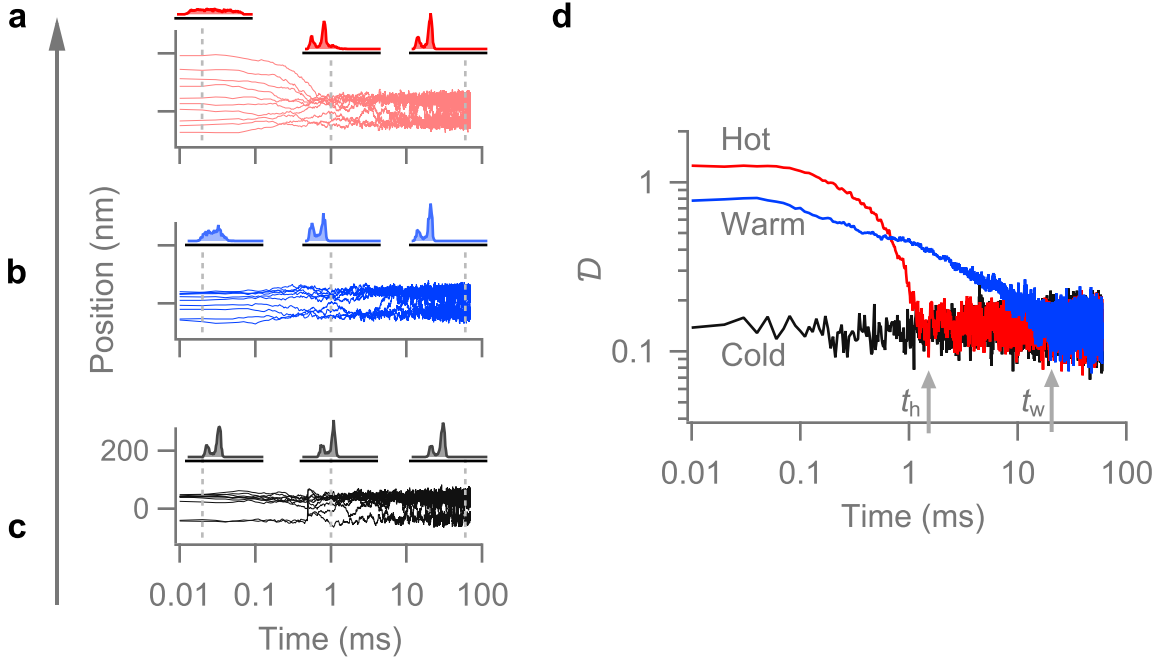 a
b
c
Position (nm)
200
0
0.01 0.1 1 10 100
Time (ms)
d
Hot
Warm
Cold
1
0.1
𝒟
t_h
t_w
0.01 0.1 1 10 100
Time (ms)